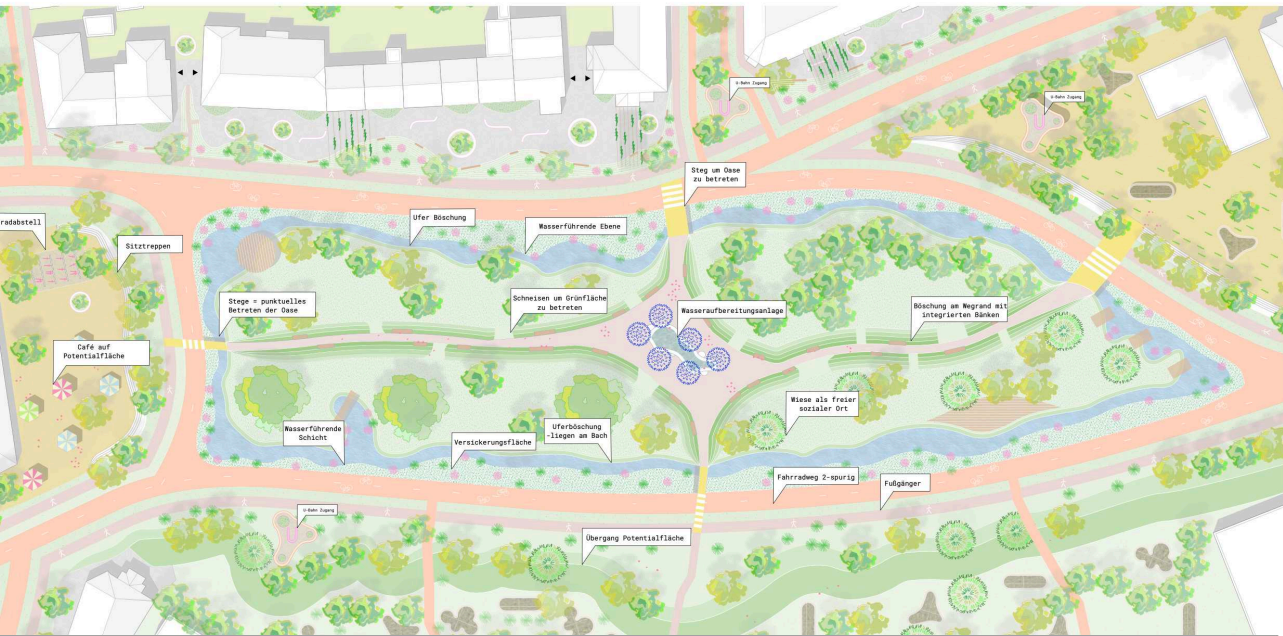 U-Bahn Zugang
U-Bahn Zugang
Steg um Oase
zu betreten
radabstell
Ufer Böschung
Wasserführende Ebene
Sitztreppen
Stege = punktuelles
Betreten der Oase
Schneisen um Grünfläche
zu betreten
Wasseraufbereitungsanlage
Böschung am Wegrand mit
integrierten Bänken
Café auf
Potentialfläche
Wiese als freier
sozialer Ort
Wasserführende
Schicht
Versickerungsfläche
Uferböschung
-liegen am Bach
Fahrradweg 2-spurig
Fußgänger
U-Bahn Zugang
Übergang Potentialfläche